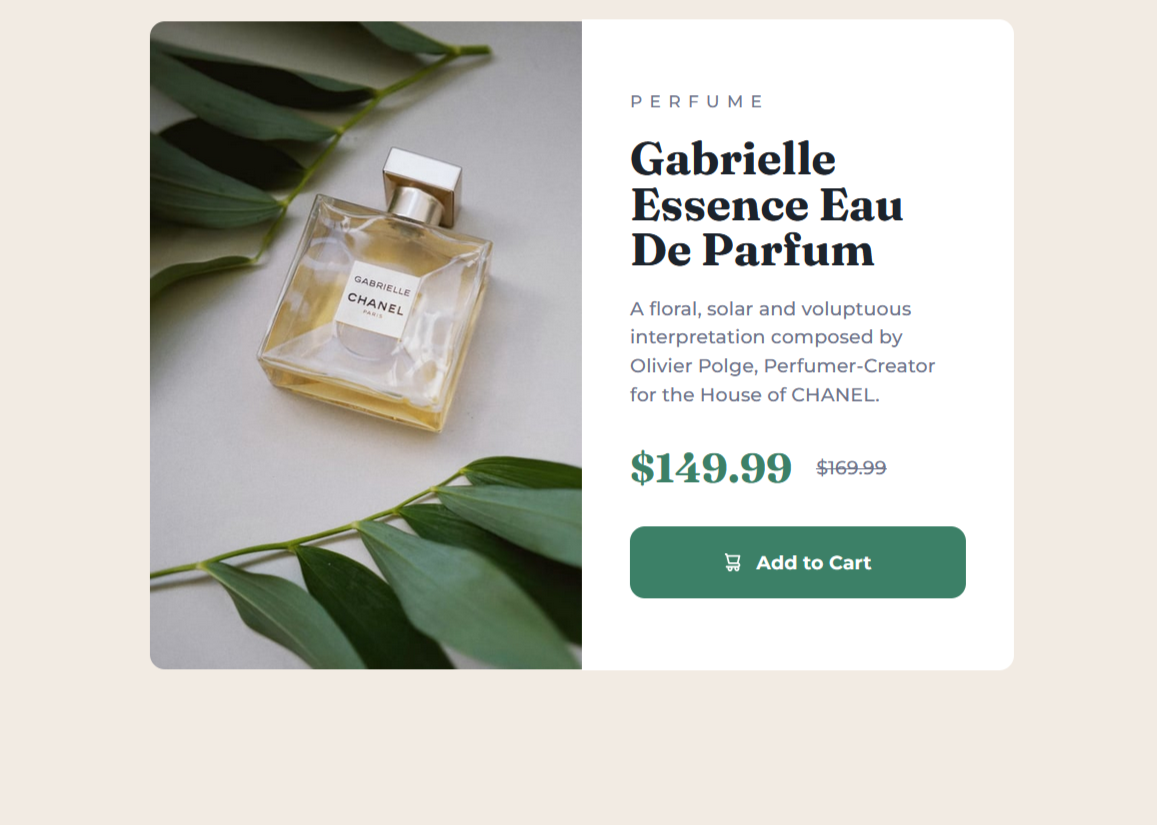 GABRIELLE
CHANEL
PARIS
PERFUME
Gabrielle
Essence Eau
De Parfum
A floral, solar and voluptuous
interpretation composed by
Olivier Polge, Perfumer-Creator
for the House of CHANEL.
$149.99 $169.99
Add to Cart